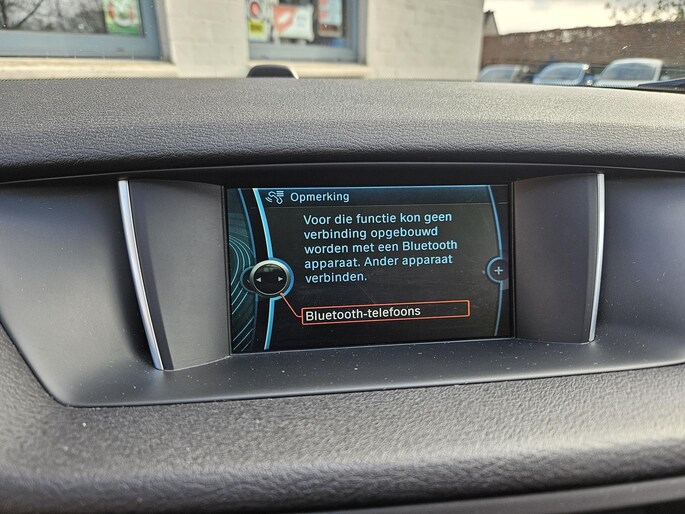 Opmerking
Voor die functie kon geen
verbinding opgebouwd
worden met een Bluetooth
apparaat. Ander apparaat
verbinden.
Bluetooth-telefoons